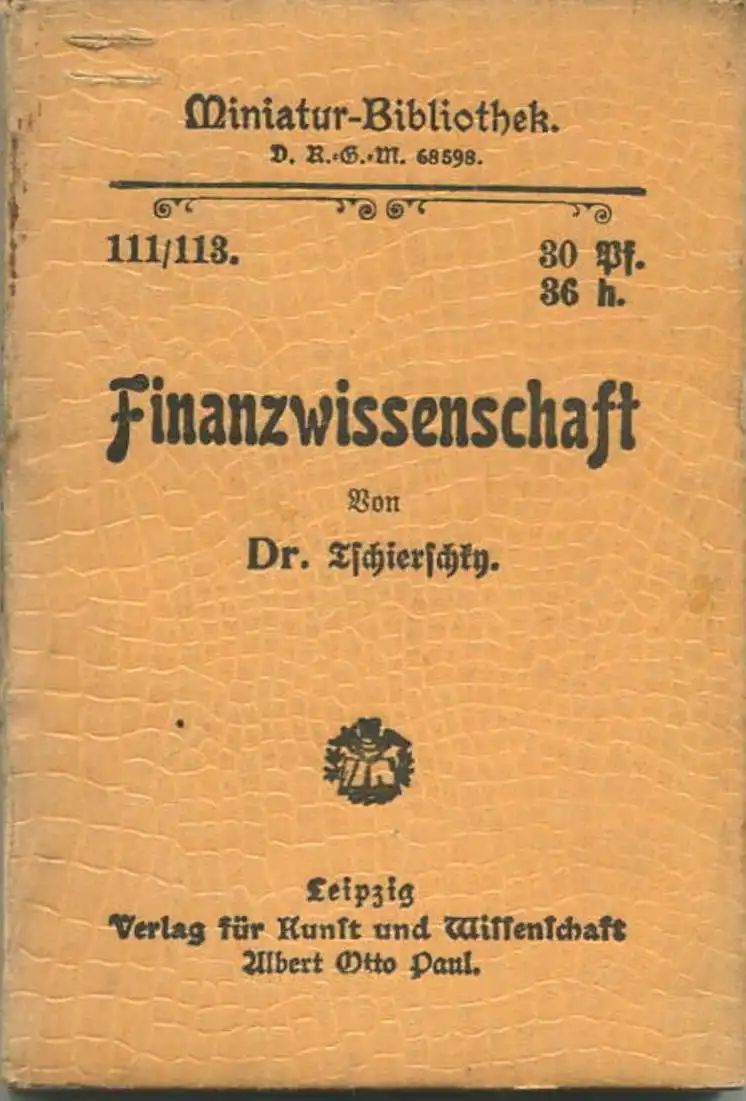 Miniatur-Bibliothek.
D. R.-G.-M. 68598.
111/113.
30 Pf.
36 h.
Finanzwissenschaft
Von
Dr. Tschierschky.
Leipzig
Verlag für Kunst und Wissenschaft
Albert Otto Paul.